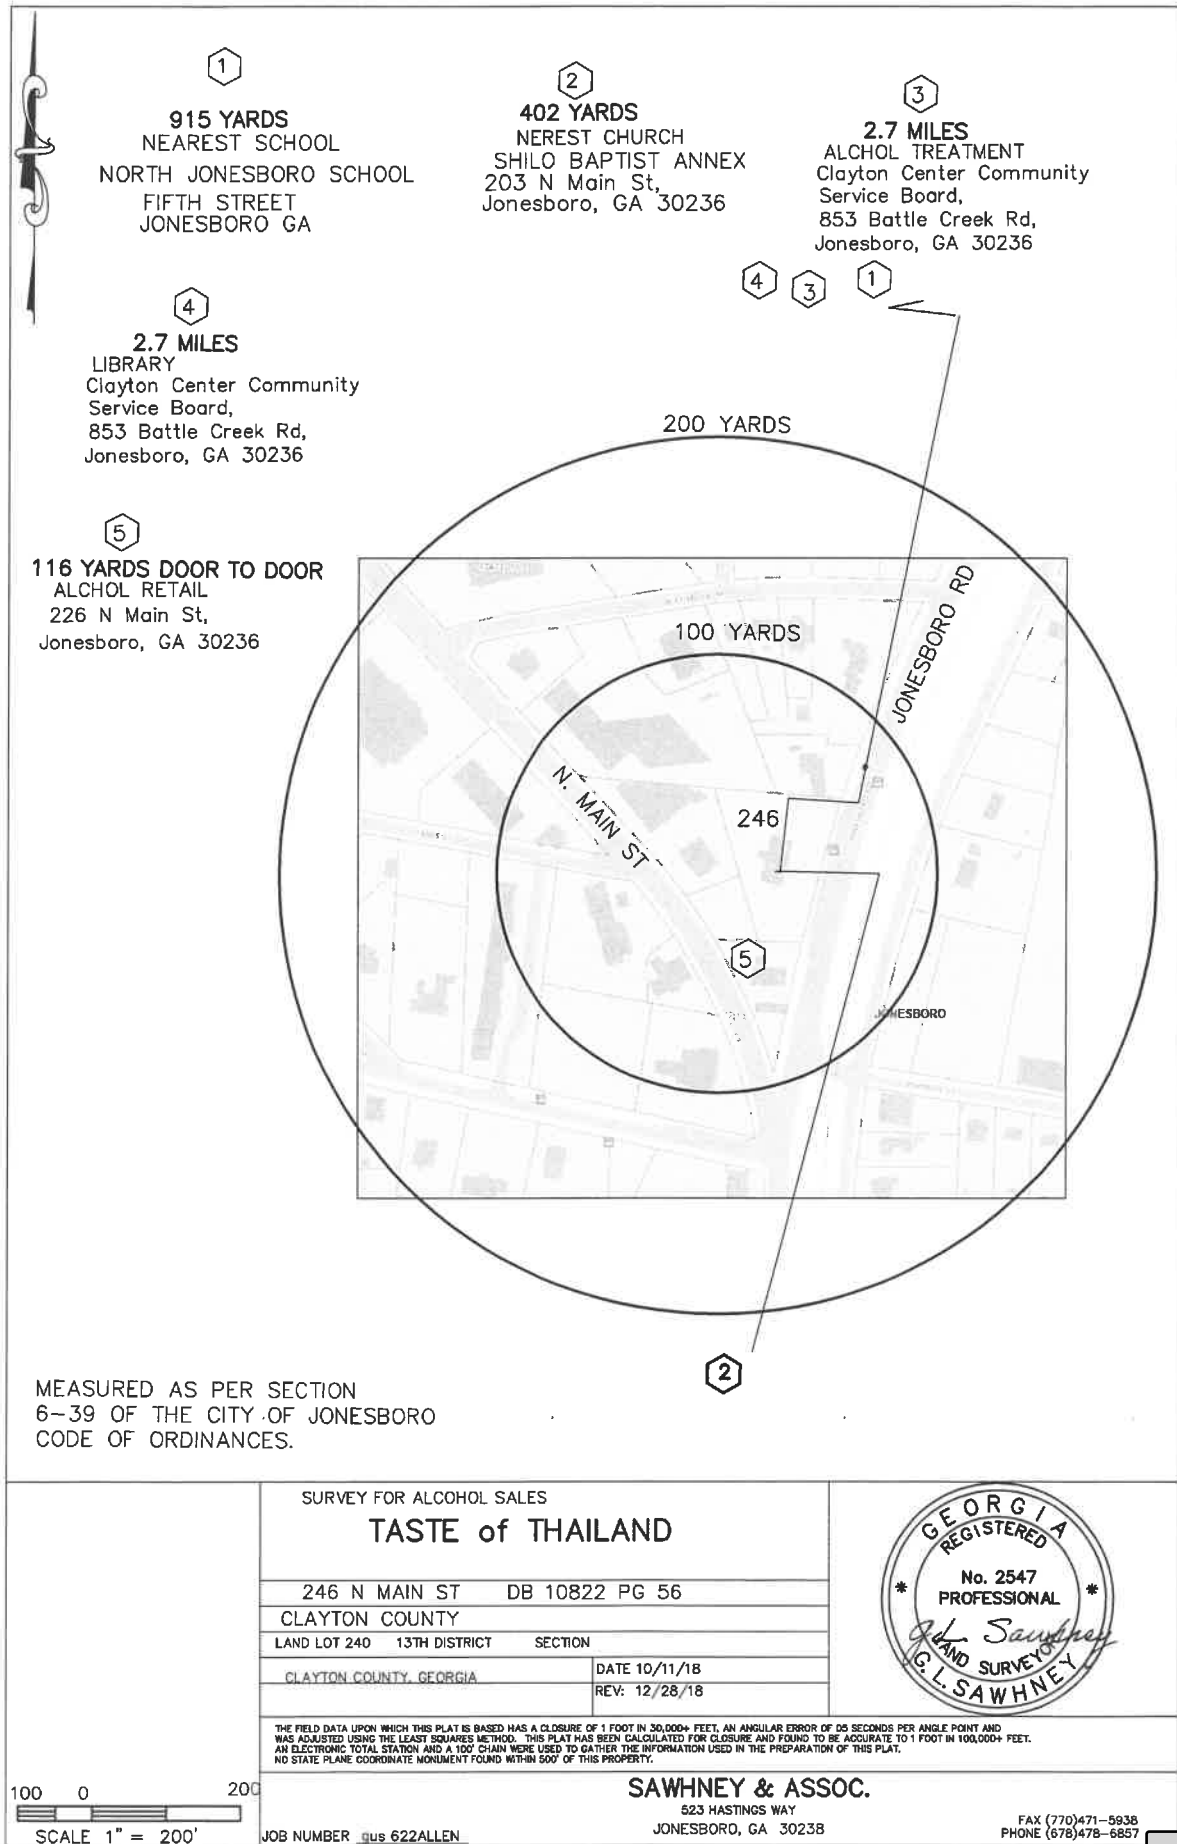 1
915 YARDS
NEAREST SCHOOL
NORTH JONESBORO SCHOOL
FIFTH STREET
JONESBORO GA
2
402 YARDS
NEREST CHURCH
SHILO BAPTIST ANNEX
203 N Main St,
Jonesboro, GA 30236
3
2.7 MILES
ALCHOL TREATMENT
Clayton Center Community
Service Board,
853 Battle Creek Rd,
Jonesboro, GA 30236
4 3 1
4
2.7 MILES
LIBRARY
Clayton Center Community
Service Board,
853 Battle Creek Rd,
Jonesboro, GA 30236
5
116 YARDS DOOR TO DOOR
ALCHOL RETAIL
226 N Main St,
Jonesboro, GA 30236
200 YARDS
100 YARDS
JONESBORO RD
N. MAIN ST
246
5
JONESBORO
2
MEASURED AS PER SECTION
6-39 OF THE CITY OF JONESBORO
CODE OF ORDINANCES.
SURVEY FOR ALCOHOL SALES
TASTE of THAILAND
246 N MAIN ST DB 10822 PG 56
CLAYTON COUNTY
LAND LOT 240 13TH DISTRICT SECTION
CLAYTON COUNTY, GEORGIA
DATE 10/11/18
REV: 12/28/18
GEORGIA
REGISTERED
No. 2547
PROFESSIONAL
G.L. Sawhney
LAND SURVEYOR
G. L. SAWHNEY
THE FIELD DATA UPON WHICH THIS PLAT IS BASED HAS A CLOSURE OF 1 FOOT IN 30,000+ FEET, AN ANGULAR ERROR OF 05 SECONDS PER ANGLE POINT AND
WAS ADJUSTED USING THE LEAST SQUARES METHOD. THIS PLAT HAS BEEN CALCULATED FOR CLOSURE AND FOUND TO BE ACCURATE TO 1 FOOT IN 100,000+ FEET.
AN ELECTRONIC TOTAL STATION AND A 100' CHAIN WERE USED TO GATHER THE INFORMATION USED IN THE PREPARATION OF THIS PLAT.
NO STATE PLANE COORDINATE MONUMENT FOUND WITHIN 500' OF THIS PROPERTY.
100 0 200
SCALE 1" = 200'
JOB NUMBER gus 622ALLEN
SAWHNEY & ASSOC.
523 HASTINGS WAY
JONESBORO, GA 30238
FAX (770)471-5938
PHONE (678)478-6857